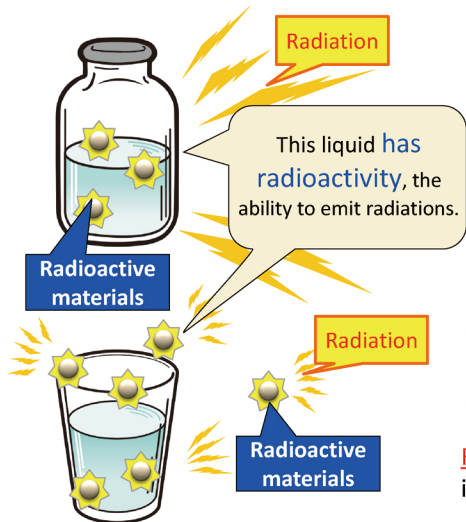 Radiation
This liquid has
radioactivity, the
ability to emit radiations.
Radioactive
materials
Radiation
Radioactive
materials